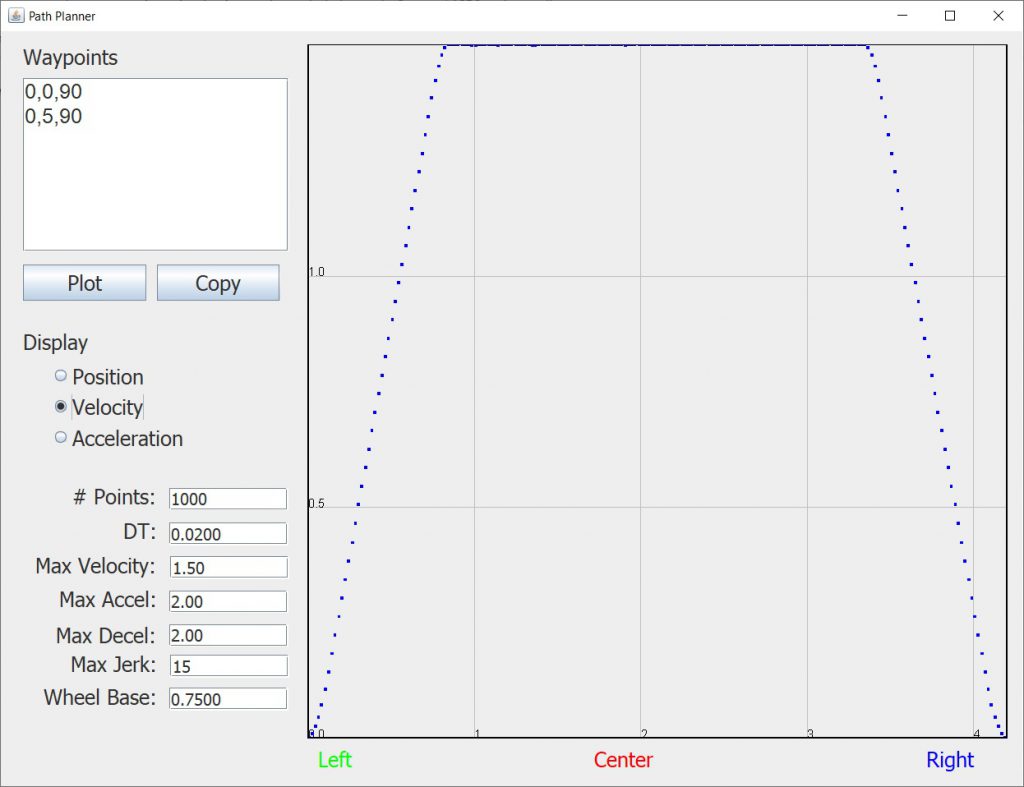 Path Planner
Waypoints
0,0,90
0,5,90
Plot Copy
Display
Position
Velocity
Acceleration
# Points: 1000
DT: 0.0200
Max Velocity: 1.50
Max Accel: 2.00
Max Decel: 2.00
Max Jerk: 15
Wheel Base: 0.7500
1.0
0.5
0.0 1 2 3 4
Left Center Right